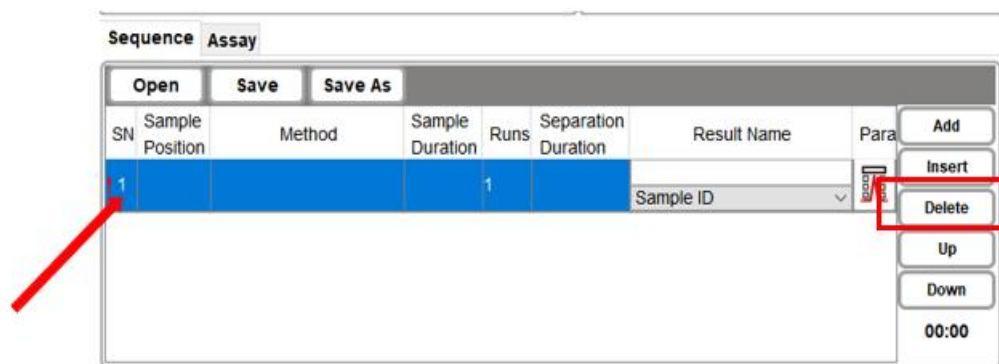 Sequence Assay
Open Save Save As
SN Sample Position Method Sample Duration Runs Separation Duration Result Name Para
1 1
Sample ID
Add
Insert
Delete
Up
Down
00:00